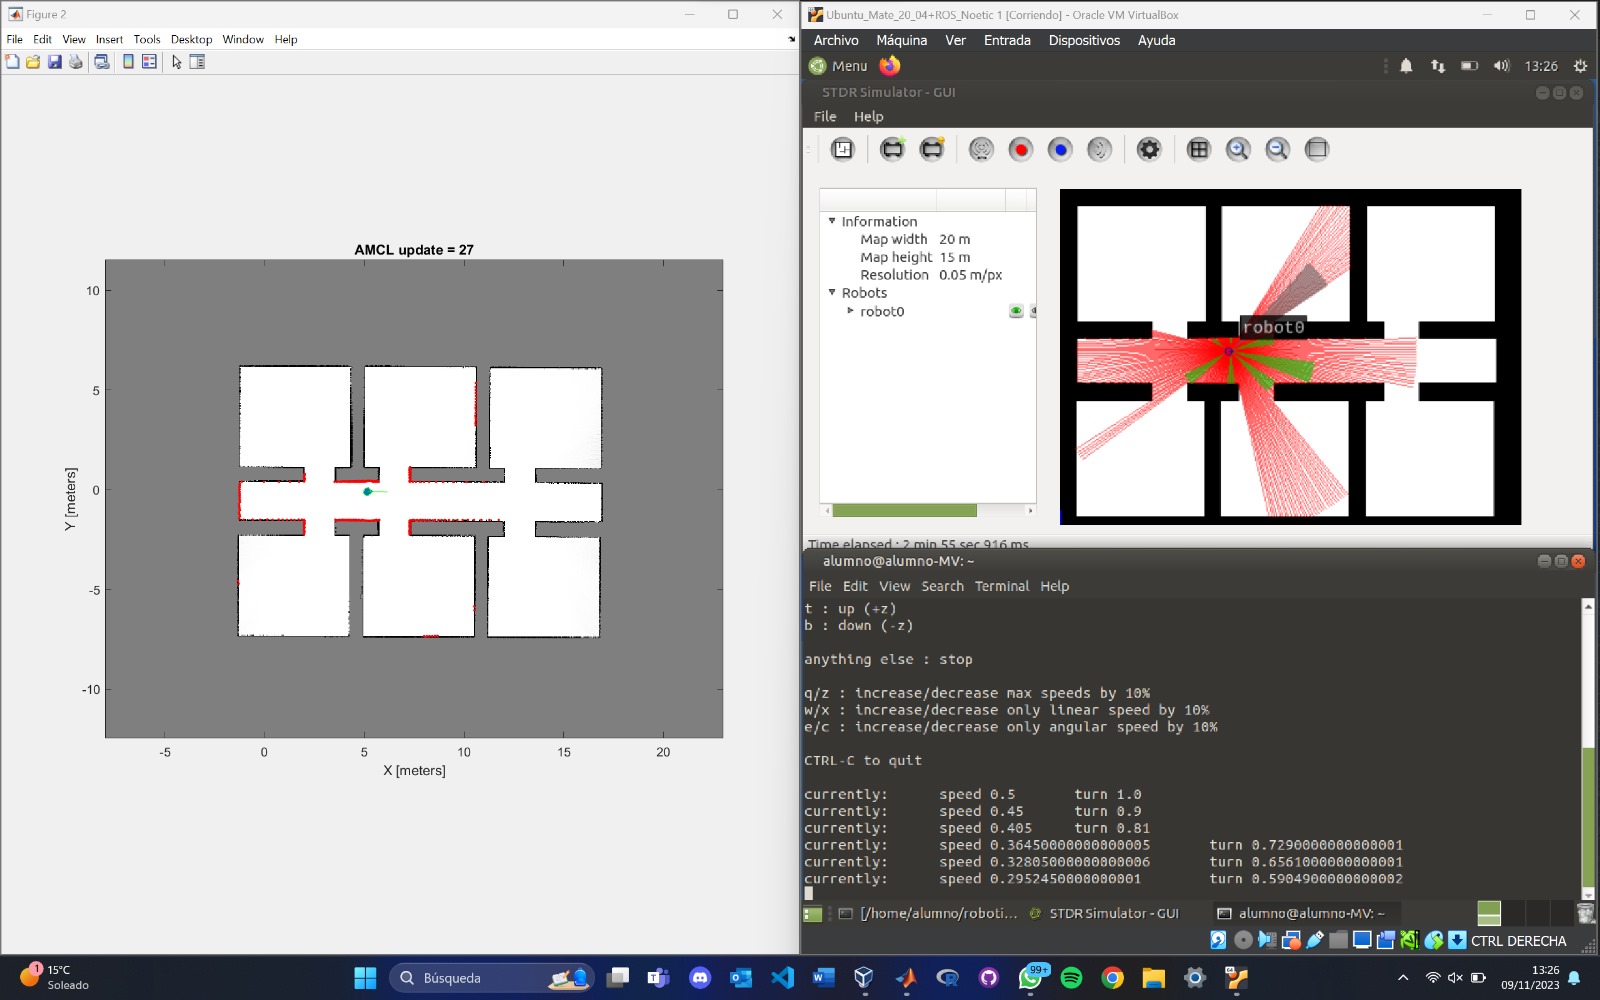 Figure 2
File Edit View Insert Tools Desktop Window Help
AMCL update = 27
10
5
0
-5
-10
Y [meters]
-5 0 5 10 15 20
X [meters]
Ubuntu_Mate_20_04+ROS_Noetic 1 [Corriendo] - Oracle VM VirtualBox
Archivo Máquina Ver Entrada Dispositivos Ayuda
Menu 13:26
STDR Simulator - GUI
File Help
Information
Map width 20 m
Map height 15 m
Resolution 0.05 m/px
Robots
robot0
robot0
Time elapsed : 2 min 55 sec 916 ms
alumno@alumno-MV: ~
File Edit View Search Terminal Help
t : up (+z)
b : down (-z)
anything else : stop
q/z : increase/decrease max speeds by 10%
w/x : increase/decrease only linear speed by 10%
e/c : increase/decrease only angular speed by 10%
CTRL-C to quit
currently: speed 0.5 turn 1.0
currently: speed 0.45 turn 0.9
currently: speed 0.405 turn 0.81
currently: speed 0.36450000000000005 turn 0.7290000000000001
currently: speed 0.32805000000000006 turn 0.6561000000000001
currently: speed 0.2952450000000001 turn 0.5904900000000002
[/home/alumno/roboti... STDR Simulator - GUI alumno@alumno-MV: ~
CTRL DERECHA
1
15°C
Soleado
Búsqueda
99+
13:26
09/11/2023